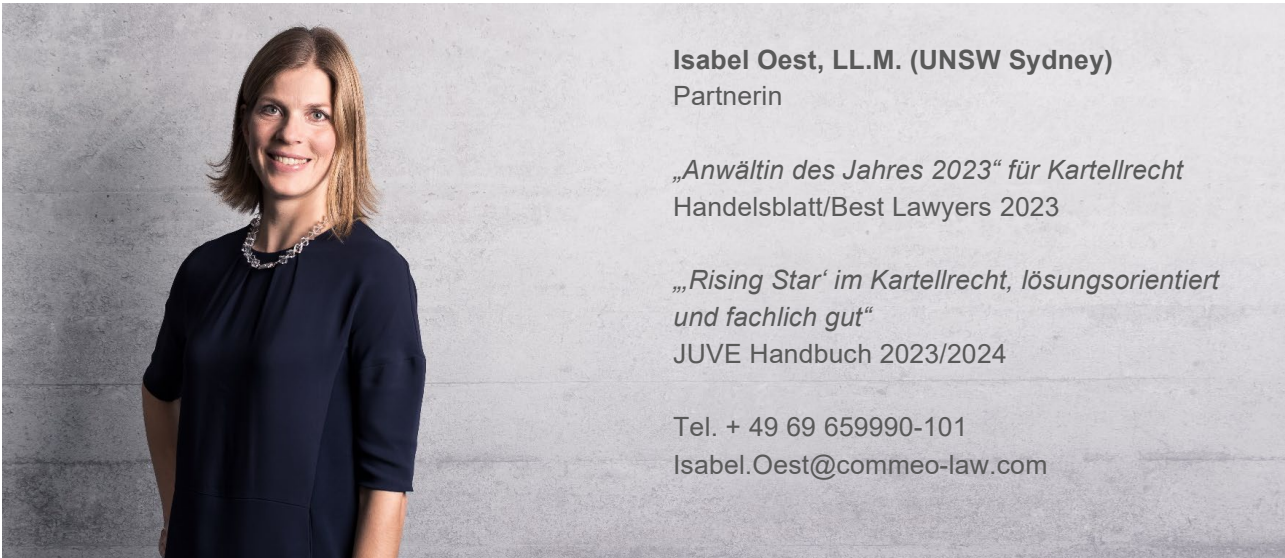 Isabel Oest, LL.M. (UNSW Sydney)
Partnerin
„Anwältin des Jahres 2023“ für Kartellrecht
Handelsblatt/Best Lawyers 2023
„‚Rising Star‘ im Kartellrecht, lösungsorientiert
und fachlich gut“
JUVE Handbuch 2023/2024
Tel. + 49 69 659990-101
Isabel.Oest@commeo-law.com